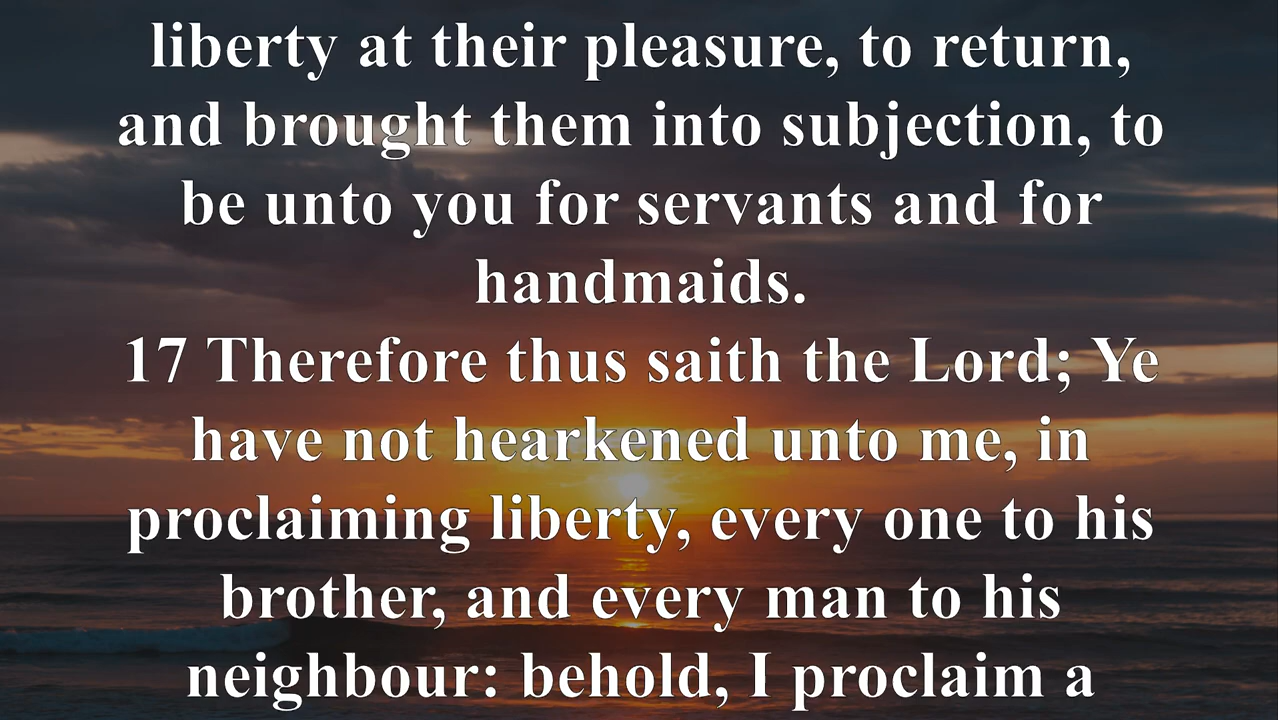 liberty at their pleasure, to return,
and brought them into subjection, to
be unto you for servants and for
handmaids.
17 Therefore thus saith the Lord; Ye
have not hearkened unto me, in
proclaiming liberty, every one to his
brother, and every man to his
neighbour: behold, I proclaim a